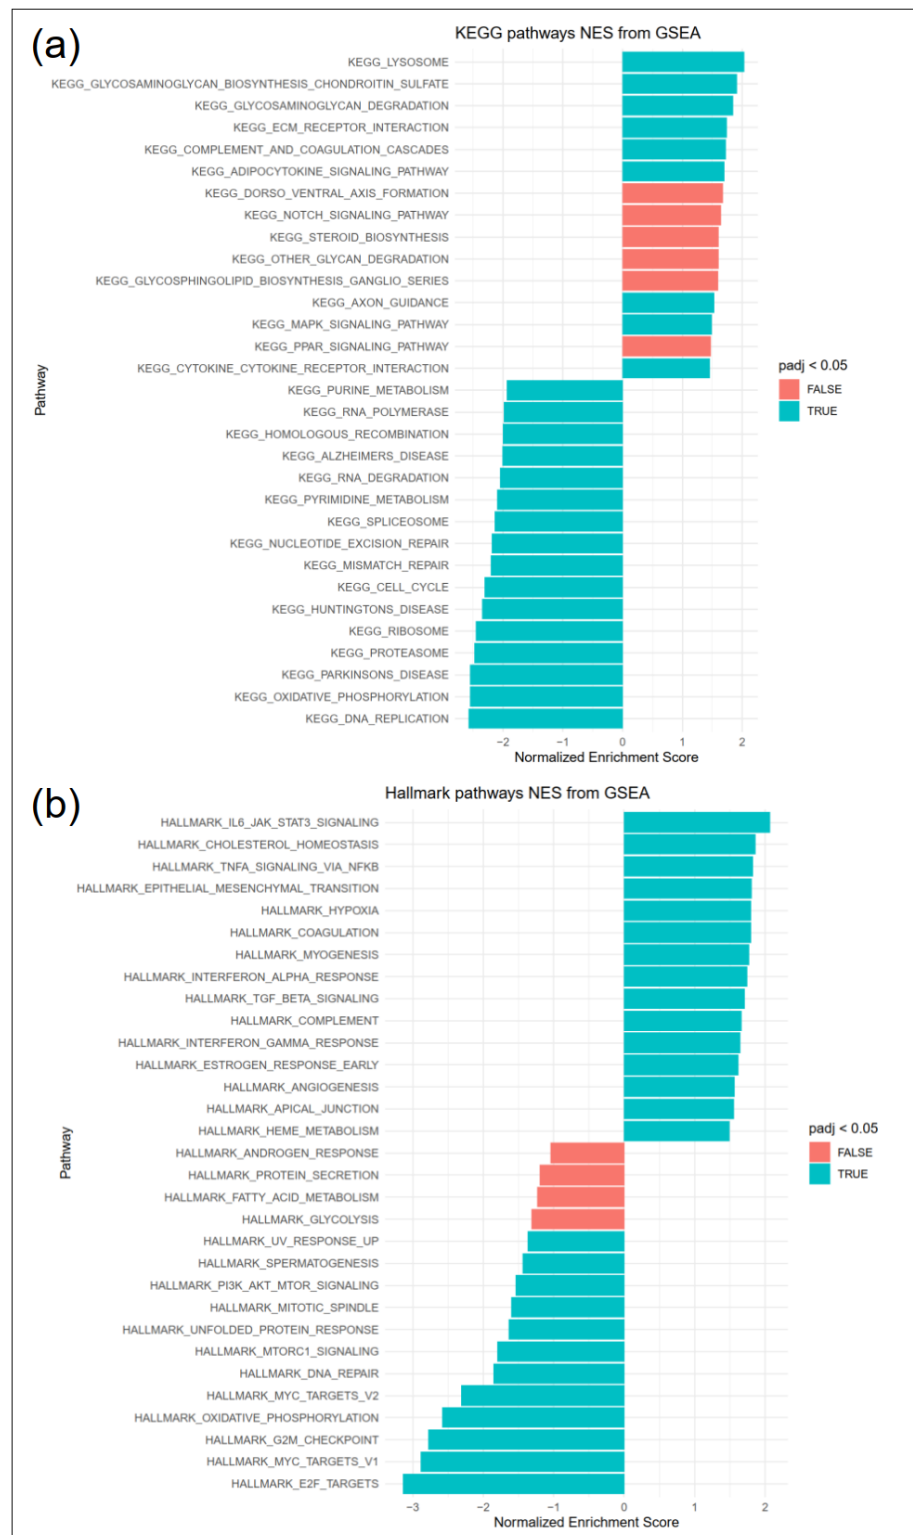 (a)
KEGG pathways NES from GSEA
KEGG_LYSOSOME
KEGG_GLYCOSAMINOGLYCAN_BIOSYNTHESIS_CHONDROITIN_SULFATE
KEGG_GLYCOSAMINOGLYCAN_DEGRADATION
KEGG_ECM_RECEPTOR_INTERACTION
KEGG_COMPLEMENT_AND_COAGULATION_CASCADES
KEGG_ADIPOCYTOKINE_SIGNALING_PATHWAY
KEGG_DORSO_VENTRAL_AXIS_FORMATION
KEGG_NOTCH_SIGNALING_PATHWAY
KEGG_STEROID_BIOSYNTHESIS
KEGG_OTHER_GLYCAN_DEGRADATION
KEGG_GLYCOSPHINGOLIPID_BIOSYNTHESIS_GANGLIO_SERIES
KEGG_AXON_GUIDANCE
KEGG_MAPK_SIGNALING_PATHWAY
KEGG_PPAR_SIGNALING_PATHWAY
KEGG_CYTOKINE_CYTOKINE_RECEPTOR_INTERACTION
KEGG_PURINE_METABOLISM
KEGG_RNA_POLYMERASE
KEGG_HOMOLOGOUS_RECOMBINATION
KEGG_ALZHEIMERS_DISEASE
KEGG_RNA_DEGRADATION
KEGG_PYRIMIDINE_METABOLISM
KEGG_SPLICEOSOME
KEGG_NUCLEOTIDE_EXCISION_REPAIR
KEGG_MISMATCH_REPAIR
KEGG_CELL_CYCLE
KEGG_HUNTINGTONS_DISEASE
KEGG_RIBOSOME
KEGG_PROTEASOME
KEGG_PARKINSONS_DISEASE
KEGG_OXIDATIVE_PHOSPHORYLATION
KEGG_DNA_REPLICATION
Pathway
−2 −1 0 1 2
Normalized Enrichment Score
padj < 0.05
FALSE
TRUE
(b)
Hallmark pathways NES from GSEA
HALLMARK_IL6_JAK_STAT3_SIGNALING
HALLMARK_CHOLESTEROL_HOMEOSTASIS
HALLMARK_TNFA_SIGNALING_VIA_NFKB
HALLMARK_EPITHELIAL_MESENCHYMAL_TRANSITION
HALLMARK_HYPOXIA
HALLMARK_COAGULATION
HALLMARK_MYOGENESIS
HALLMARK_INTERFERON_ALPHA_RESPONSE
HALLMARK_TGF_BETA_SIGNALING
HALLMARK_COMPLEMENT
HALLMARK_INTERFERON_GAMMA_RESPONSE
HALLMARK_ESTROGEN_RESPONSE_EARLY
HALLMARK_ANGIOGENESIS
HALLMARK_APICAL_JUNCTION
HALLMARK_HEME_METABOLISM
HALLMARK_ANDROGEN_RESPONSE
HALLMARK_PROTEIN_SECRETION
HALLMARK_FATTY_ACID_METABOLISM
HALLMARK_GLYCOLYSIS
HALLMARK_UV_RESPONSE_UP
HALLMARK_SPERMATOGENESIS
HALLMARK_PI3K_AKT_MTOR_SIGNALING
HALLMARK_MITOTIC_SPINDLE
HALLMARK_UNFOLDED_PROTEIN_RESPONSE
HALLMARK_MTORC1_SIGNALING
HALLMARK_DNA_REPAIR
HALLMARK_MYC_TARGETS_V2
HALLMARK_OXIDATIVE_PHOSPHORYLATION
HALLMARK_G2M_CHECKPOINT
HALLMARK_MYC_TARGETS_V1
HALLMARK_E2F_TARGETS
Pathway
−3 −2 −1 0 1 2
Normalized Enrichment Score
padj < 0.05
FALSE
TRUE